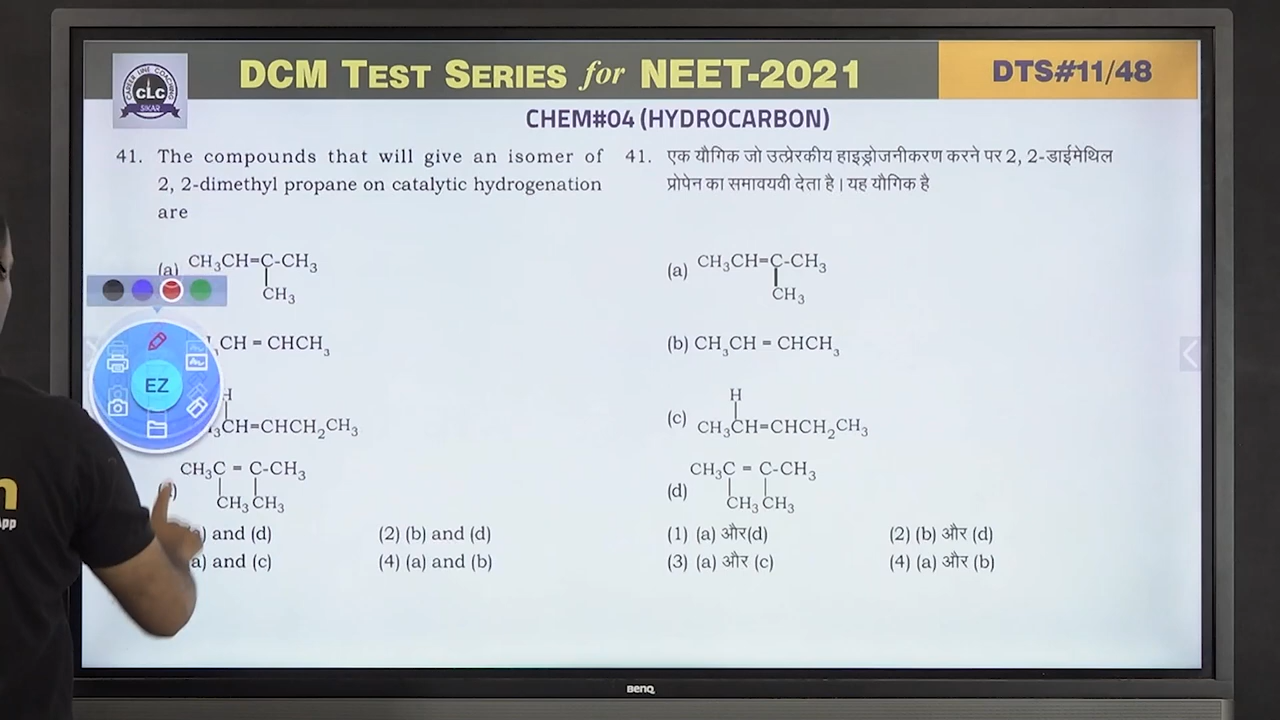 DCM TEST SERIES for NEET-2021
DTS#11/48
CLC
SIKAR
CHEM#04 (HYDROCARBON)
41. The compounds that will give an isomer of
2, 2-dimethyl propane on catalytic hydrogenation
are
(a) CH₃CH=C-CH₃
CH₃
CH = CHCH₃
H
₃CH=CHCH₂CH₃
CH₃C = C-CH₃
CH₃ CH₃
and (d) (2) (b) and (d)
a) and (c) (4) (a) and (b)
41. एक यौगिक जो उत्प्रेरकीय हाइड्रोजनीकरण करने पर 2, 2-डाईमेथिल
प्रोपेन का समावयवी देता है। यह यौगिक है
(a) CH₃CH=C-CH₃
CH₃
(b) CH₃CH = CHCH₃
H
(c) CH₃CH=CHCH₂CH₃
CH₃C = C-CH₃
(d) CH₃ CH₃
(1) (a) और(d) (2) (b) और (d)
(3) (a) और (c) (4) (a) और (b)
EZ
BenQ